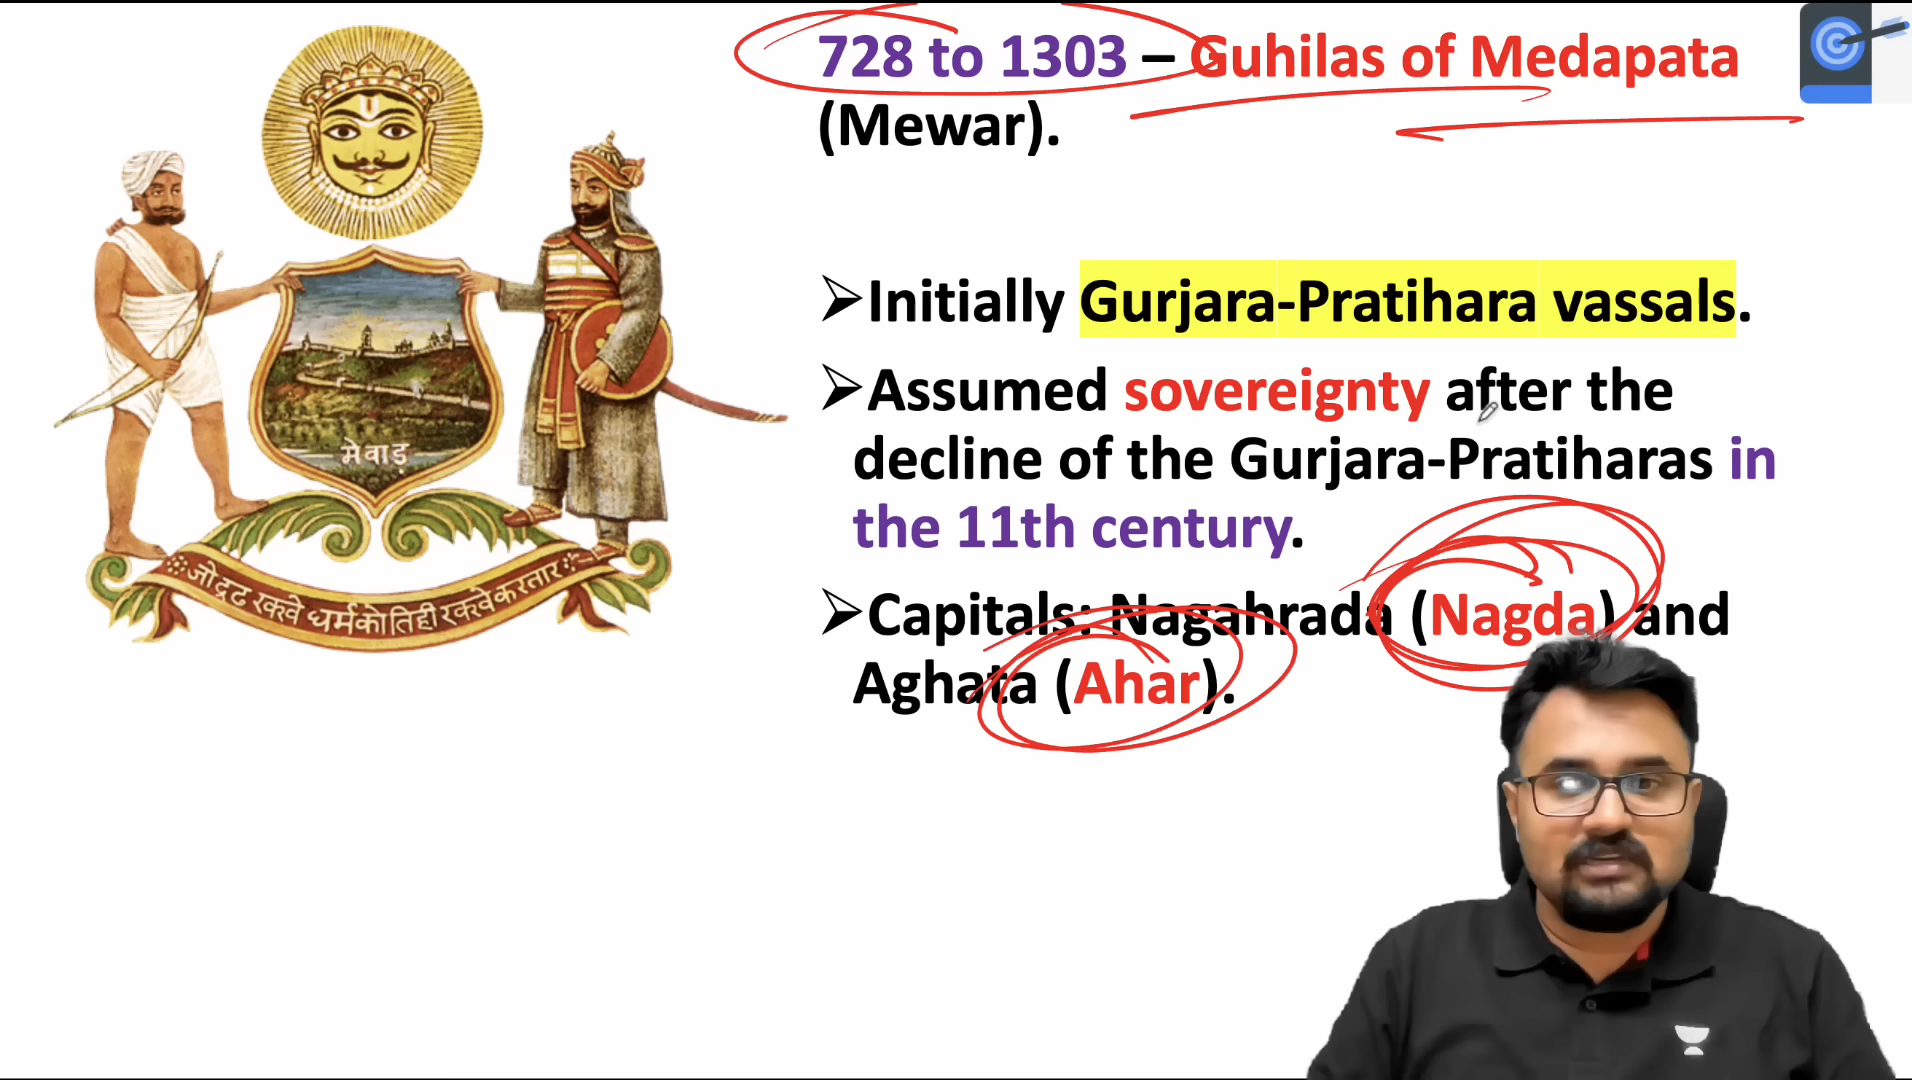 728 to 1303 – Guhilas of Medapata
(Mewar).
Initially Gurjara-Pratihara vassals.
Assumed sovereignty after the
decline of the Gurjara-Pratiharas in
the 11th century.
Capitals: Nagahrada (Nagda) and
Aghata (Ahar).
मेवाड़
जो द्रढ रक्वे धर्म को तिहीं रक्वे करतार